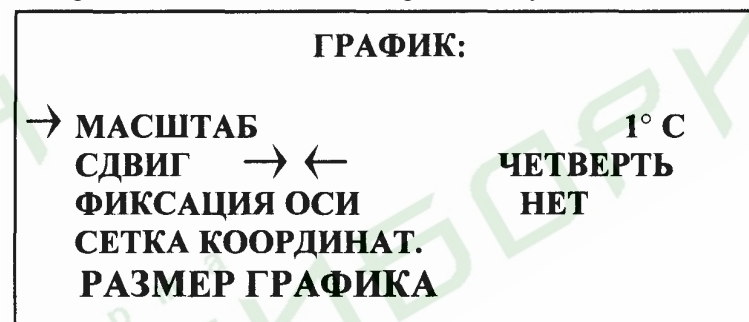 ГРАФИК:
→ МАСШТАБ 1° С
СДВИГ → ← ЧЕТВЕРТЬ
ФИКСАЦИЯ ОСИ НЕТ
СЕТКА КООРДИНАТ.
РАЗМЕР ГРАФИКА